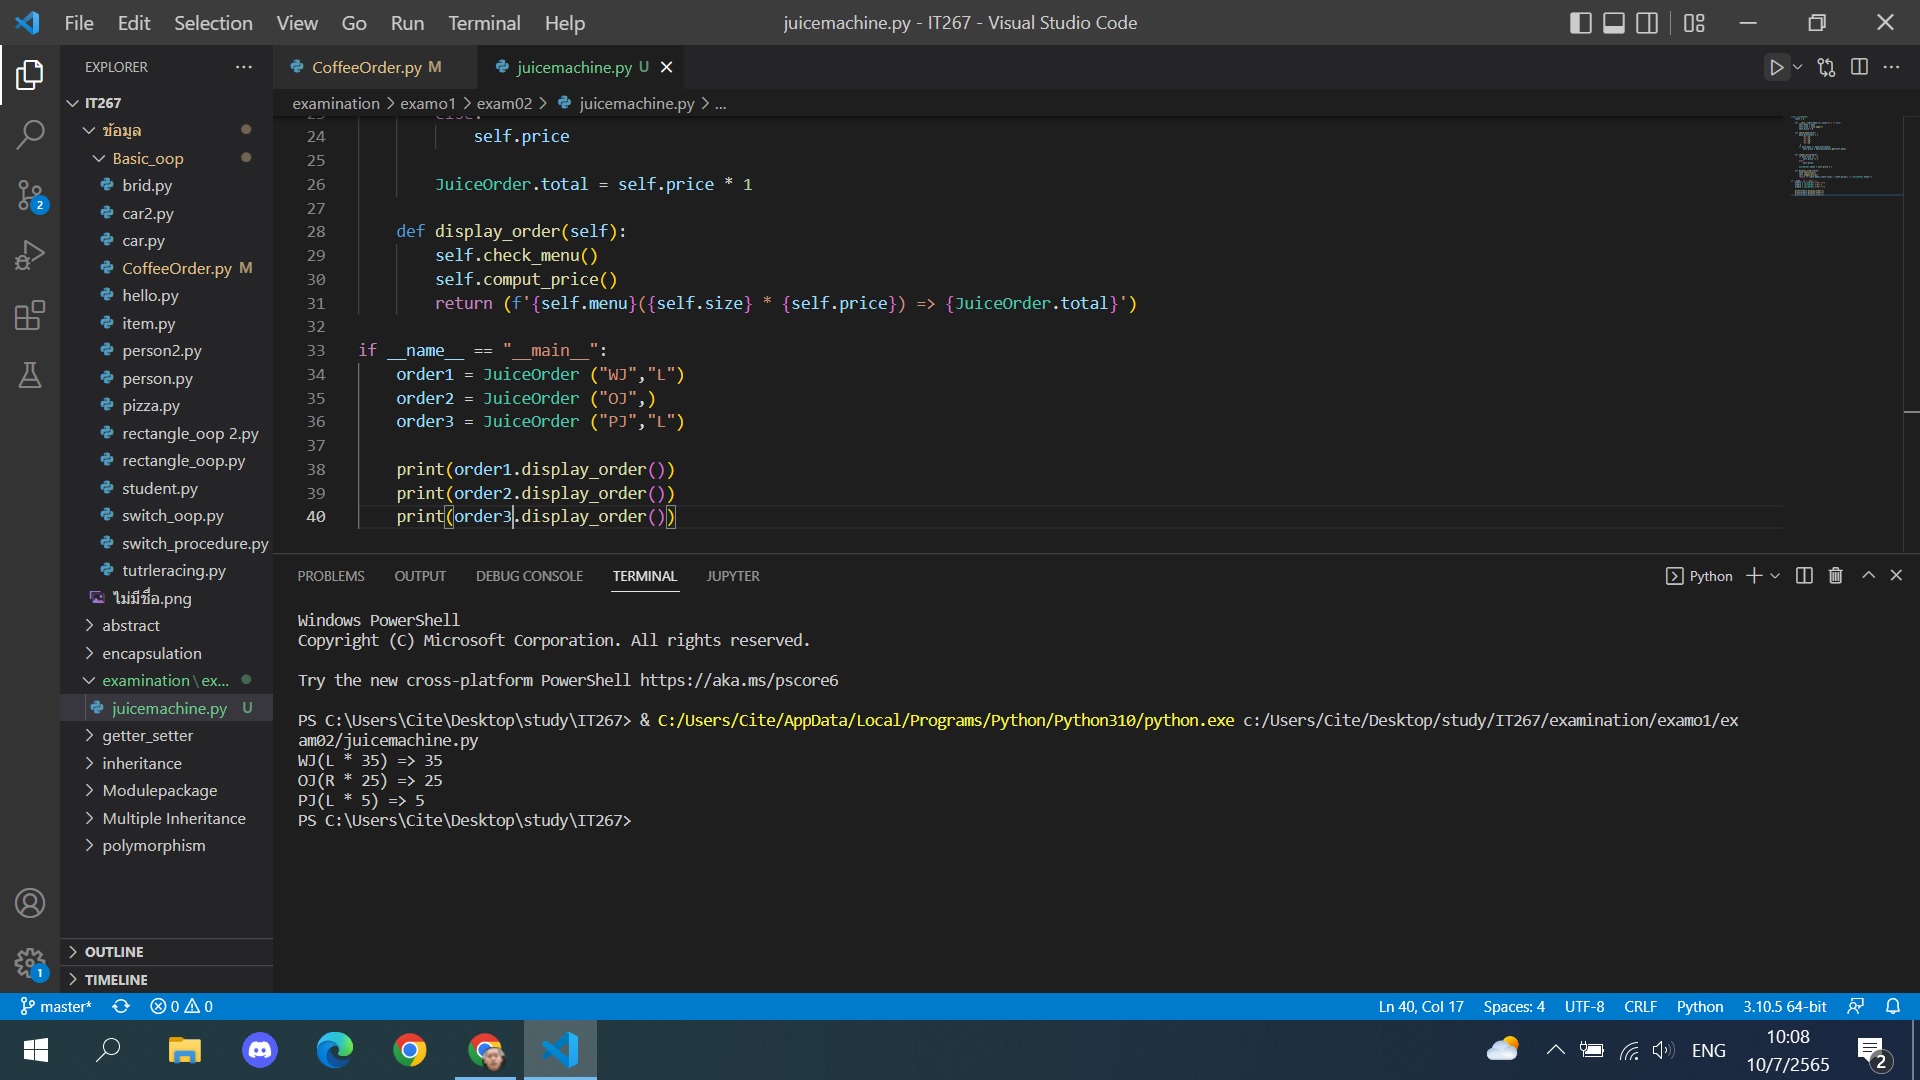 File Edit Selection View Go Run Terminal Help
juicemachine.py - IT267 - Visual Studio Code
EXPLORER
IT267
ข้อมูล
Basic_oop
brid.py
car2.py
car.py
CoffeeOrder.py M
hello.py
item.py
person2.py
person.py
pizza.py
rectangle_oop 2.py
rectangle_oop.py
student.py
switch_oop.py
switch_procedure.py
tutrleracing.py
ไม่มีชื่อ.png
abstract
encapsulation
examination\ex...
juicemachine.py U
getter_setter
inheritance
Modulepackage
Multiple Inheritance
polymorphism
OUTLINE
TIMELINE
2
1
CoffeeOrder.py M
juicemachine.py U
examination > examo1 > exam02 > juicemachine.py > ...
23 else:
24 self.price
25
26 JuiceOrder.total = self.price * 1
27
28 def display_order(self):
29 self.check_menu()
30 self.comput_price()
31 return (f'{self.menu}({self.size} * {self.price}) => {JuiceOrder.total}')
32
33 if __name__ == "__main__":
34 order1 = JuiceOrder ("WJ","L")
35 order2 = JuiceOrder ("OJ",)
36 order3 = JuiceOrder ("PJ","L")
37
38 print(order1.display_order())
39 print(order2.display_order())
40 print(order3.display_order())
PROBLEMS OUTPUT DEBUG CONSOLE TERMINAL JUPYTER
Python
Windows PowerShell
Copyright (C) Microsoft Corporation. All rights reserved.
Try the new cross-platform PowerShell https://aka.ms/pscore6
PS C:\Users\Cite\Desktop\study\IT267> & C:/Users/Cite/AppData/Local/Programs/Python/Python310/python.exe c:/Users/Cite/Desktop/study/IT267/examination/examo1/ex
am02/juicemachine.py
WJ(L * 35) => 35
OJ(R * 25) => 25
PJ(L * 5) => 5
PS C:\Users\Cite\Desktop\study\IT267>
master* 0 0
Ln 40, Col 17 Spaces: 4 UTF-8 CRLF Python 3.10.5 64-bit
ENG
10:08
10/7/2565
2